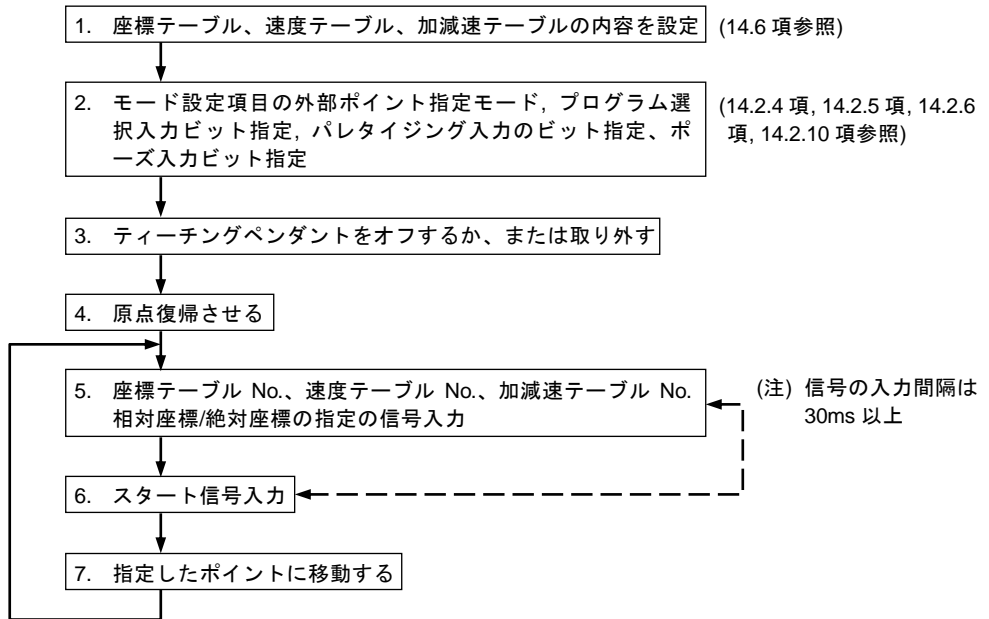 1. 座標テーブル、速度テーブル、加減速テーブルの内容を設定 (14.6 項参照)
2. モード設定項目の外部ポイント指定モード, プログラム選
択入力ビット指定, パレタイジング入力のビット指定、ポ
ーズ入力ビット指定
(14.2.4 項, 14.2.5 項, 14.2.6
項, 14.2.10 項参照)
3. ティーチングペンダントをオフするか、または取り外す
4. 原点復帰させる
5. 座標テーブル No.、速度テーブル No.、加減速テーブル No.
相対座標/絶対座標の指定の信号入力
(注) 信号の入力間隔は
30ms 以上
6. スタート信号入力
7. 指定したポイントに移動する